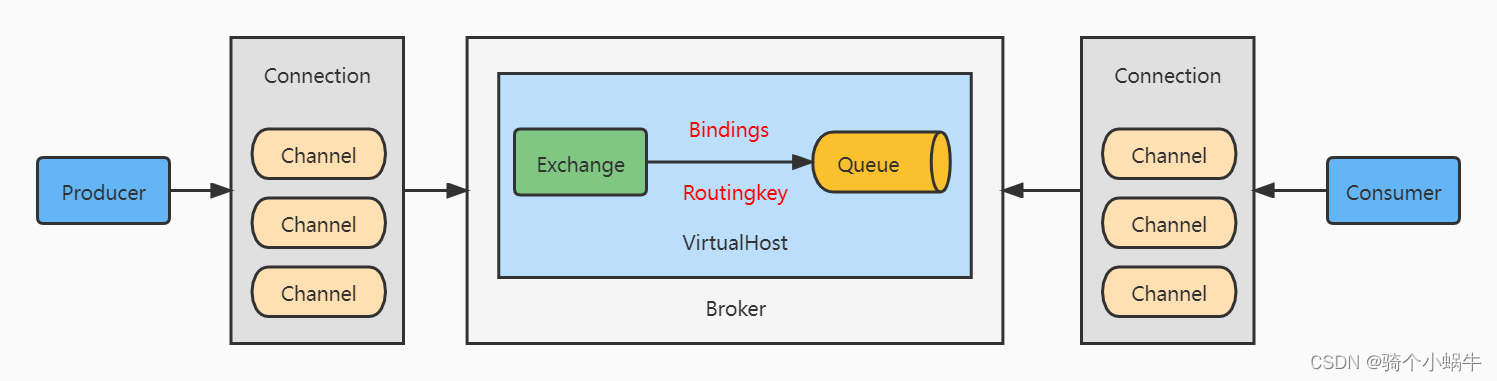 Producer
Connection
Channel
Channel
Channel
Exchange
Bindings
Routingkey
Queue
VirtualHost
Broker
Connection
Channel
Channel
Channel
Consumer
CSDN @骑个小蜗牛